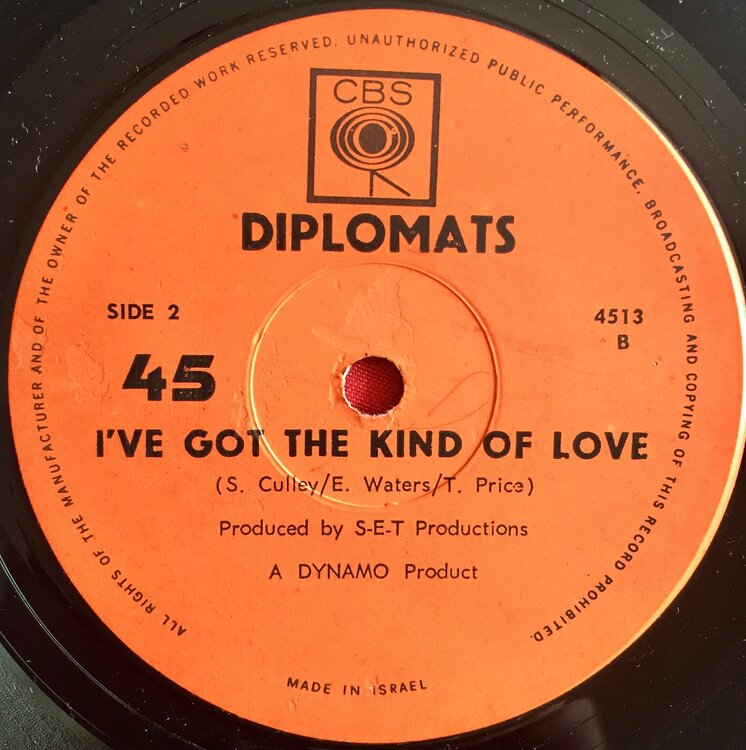 ALL RIGHTS OF THE MANUFACTURER AND OF THE OWNER OF THE RECORDED WORK RESERVED. UNAUTHORIZED PUBLIC PERFORMANCE, BROADCASTING AND COPYING OF THIS RECORD PROHIBITED.
CBS
DIPLOMATS
SIDE 2
4513
B
45
I'VE GOT THE KIND OF LOVE
(S. Culley/E. Waters/T. Price)
Produced by S-E-T Productions
A DYNAMO Product
MADE IN ISRAEL